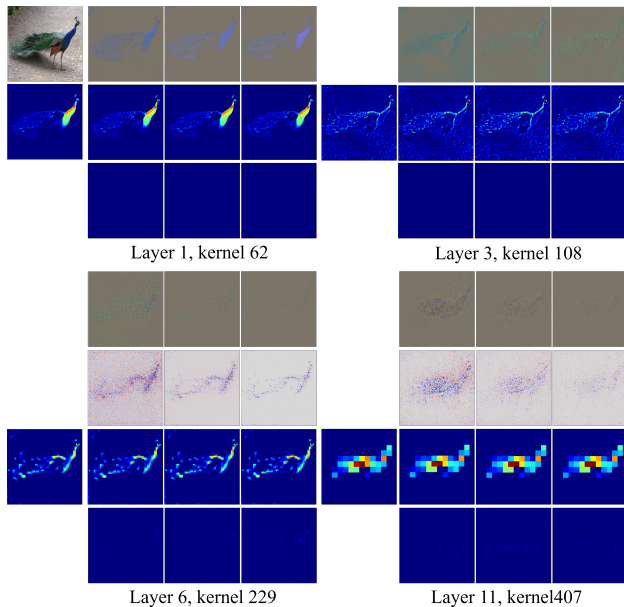 Layer 1, kernel 62
Layer 3, kernel 108
Layer 6, kernel 229
Layer 11, kernel407